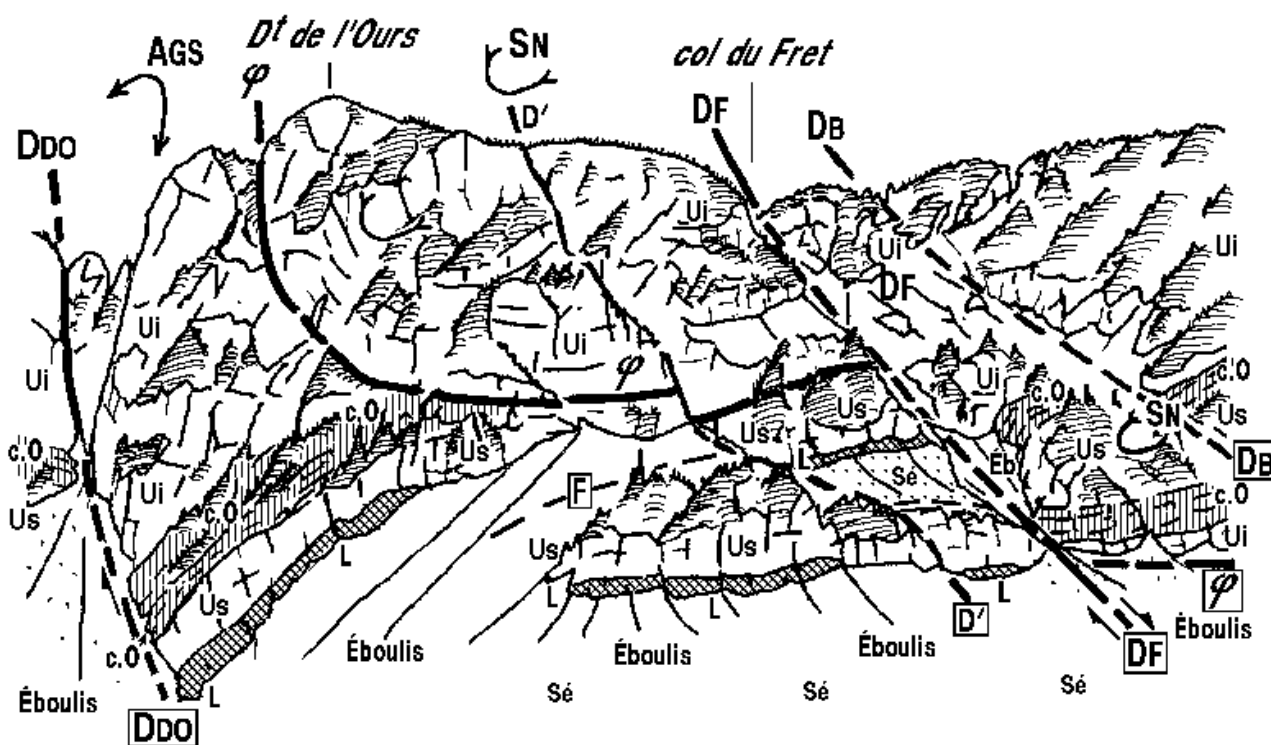 Dt de l'Ours
SN
col du Fret
AGS
φ
D'
DF
DB
DDO
Ui
Ui
Ui
Ui
DF
Ui
Ui
Ui
φ
c.O
Ui
c.O
c.O
SN
Us
Us
Us
Us
Us
DB
c.O
Ui
L
Sé
Éb
c.O
c.O
F
Us
Us
Us
Us
Ui
L
L
L
L
L
φ
D'
Éboulis
Éboulis
Éboulis
Éboulis
Éboulis
DF
c.O
L
Sé
Sé
Sé
DDO